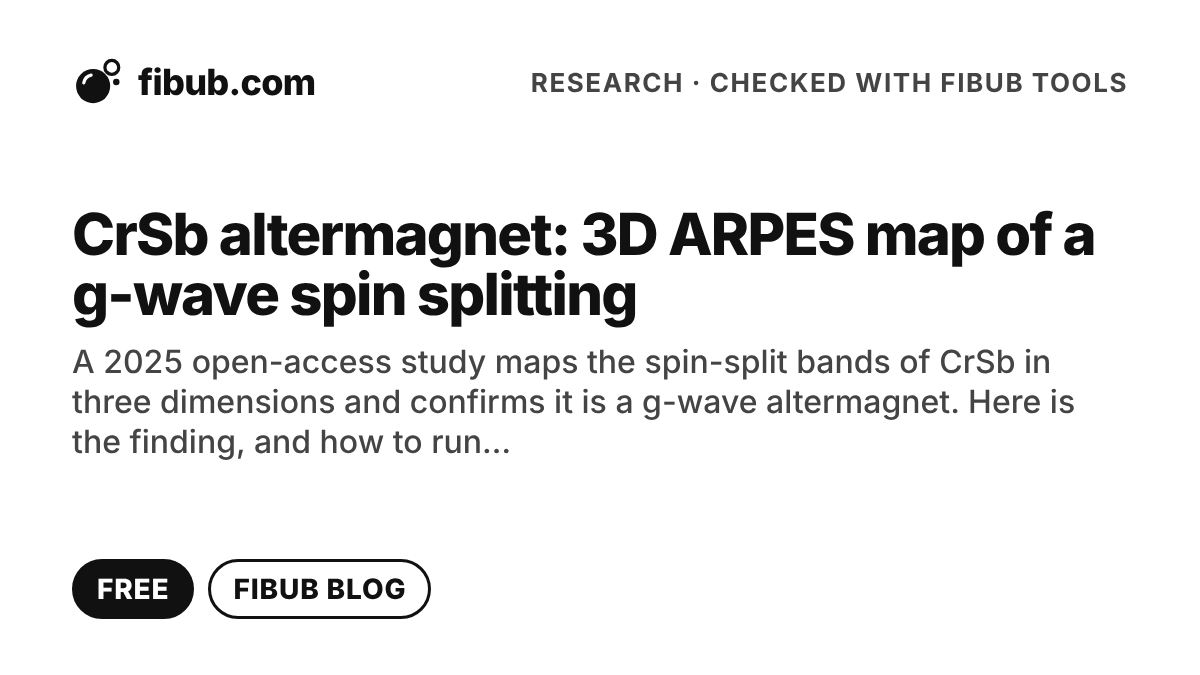 fibub.com
RESEARCH · CHECKED WITH FIBUB TOOLS
CrSb altermagnet: 3D ARPES map of a
g-wave spin splitting
A 2025 open-access study maps the spin-split bands of CrSb in
three dimensions and confirms it is a g-wave altermagnet. Here is
the finding, and how to run…
FREE
FIBUB BLOG